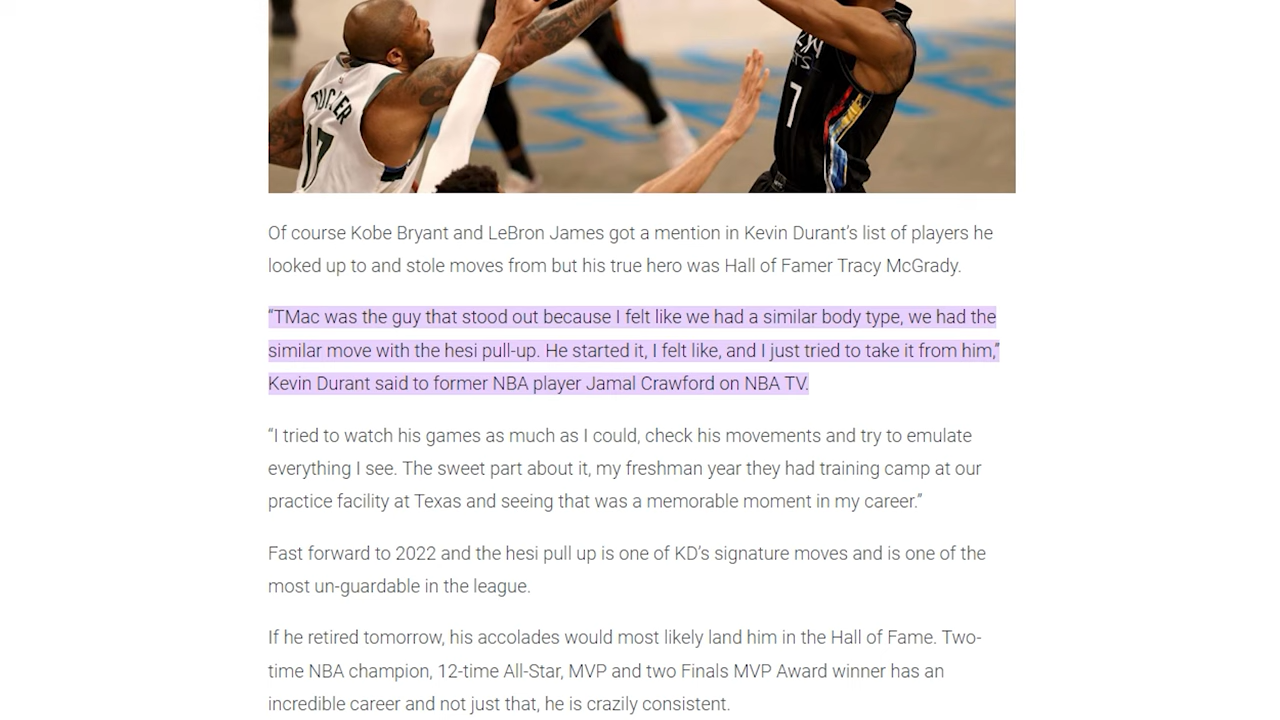 TUCKER
17
7
Of course Kobe Bryant and LeBron James got a mention in Kevin Durant’s list of players he
looked up to and stole moves from but his true hero was Hall of Famer Tracy McGrady.
“TMac was the guy that stood out because I felt like we had a similar body type, we had the
similar move with the hesi pull-up. He started it, I felt like, and I just tried to take it from him,”
Kevin Durant said to former NBA player Jamal Crawford on NBA TV.
“I tried to watch his games as much as I could, check his movements and try to emulate
everything I see. The sweet part about it, my freshman year they had training camp at our
practice facility at Texas and seeing that was a memorable moment in my career.”
Fast forward to 2022 and the hesi pull up is one of KD’s signature moves and is one of the
most un-guardable in the league.
If he retired tomorrow, his accolades would most likely land him in the Hall of Fame. Two-
time NBA champion, 12-time All-Star, MVP and two Finals MVP Award winner has an
incredible career and not just that, he is crazily consistent.